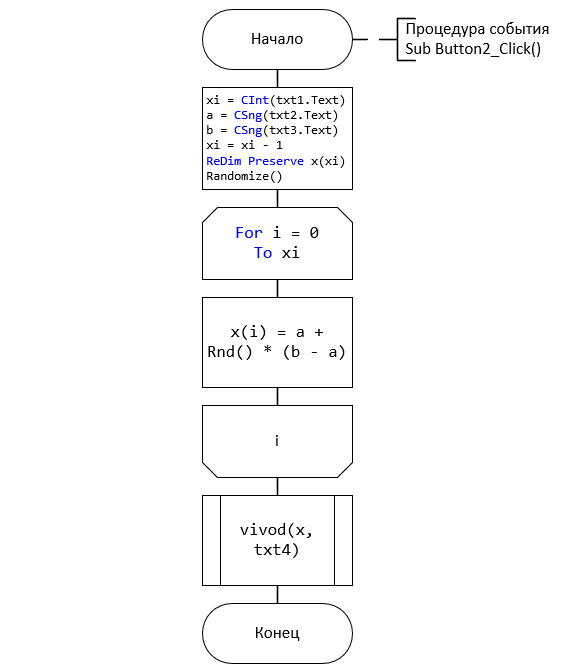 Начало
Процедура события
Sub Button2_Click()
xi = CInt(txt1.Text)
a = CSng(txt2.Text)
b = CSng(txt3.Text)
xi = xi - 1
ReDim Preserve x(xi)
Randomize()
For i = 0
To xi
x(i) = a +
Rnd() * (b - a)
i
vivod(x,
txt4)
Конец